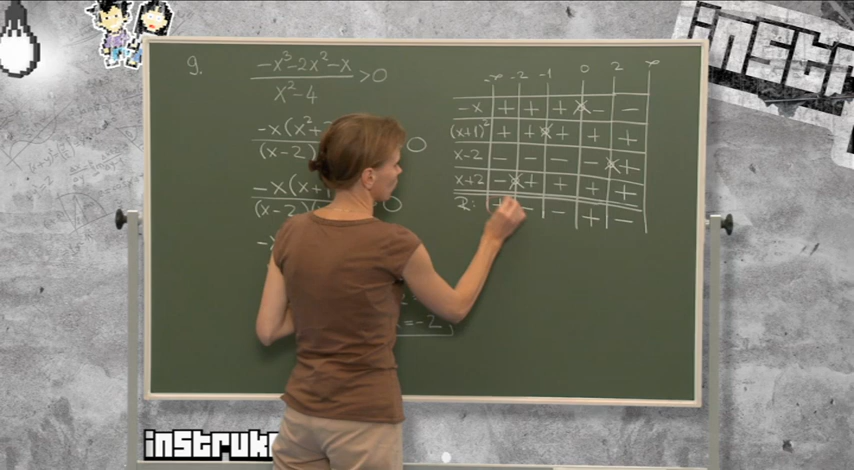 9.
-x³-2x²-x
x²-4
>0
-x(x²+
(x-2)
0
-x(x+1
(x-2)
0
-x
x=-2
-∞ -2 -1 0 2 ∞
-x + + + - -
(x+1)² + + + + +
x-2 - - - - +
x+2 - + + + +
R: + - - + -
instruk